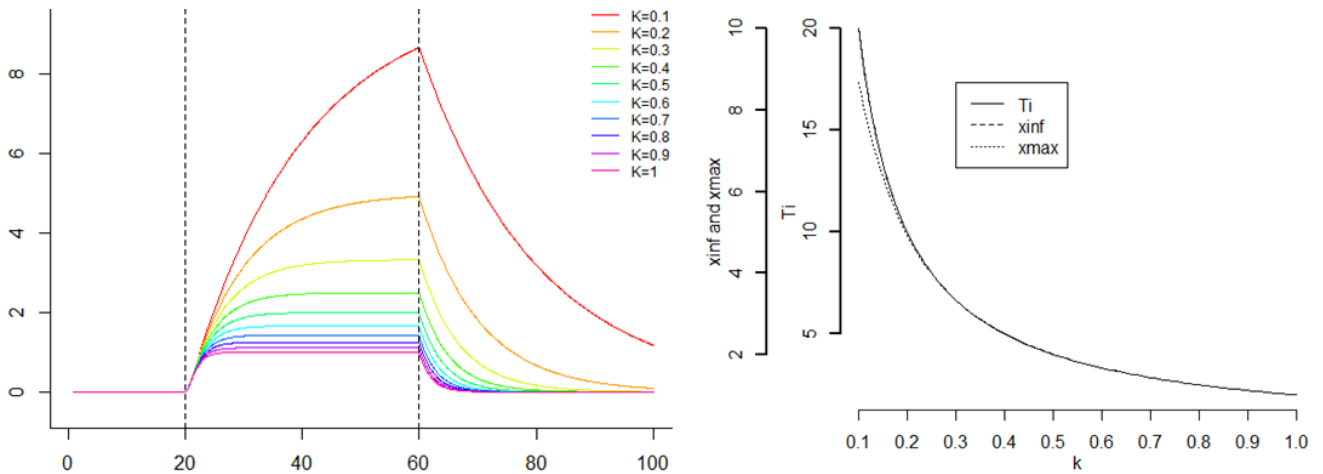 K=0.1
K=0.2
K=0.3
K=0.4
K=0.5
K=0.6
K=0.7
K=0.8
K=0.9
K=1
8
6
4
2
0
0 20 40 60 80 100
xinf and xmax
10
8
6
4
2
Ti
20
15
10
5
Ti
xinf
xmax
0.1 0.2 0.3 0.4 0.5 0.6 0.7 0.8 0.9 1.0
k